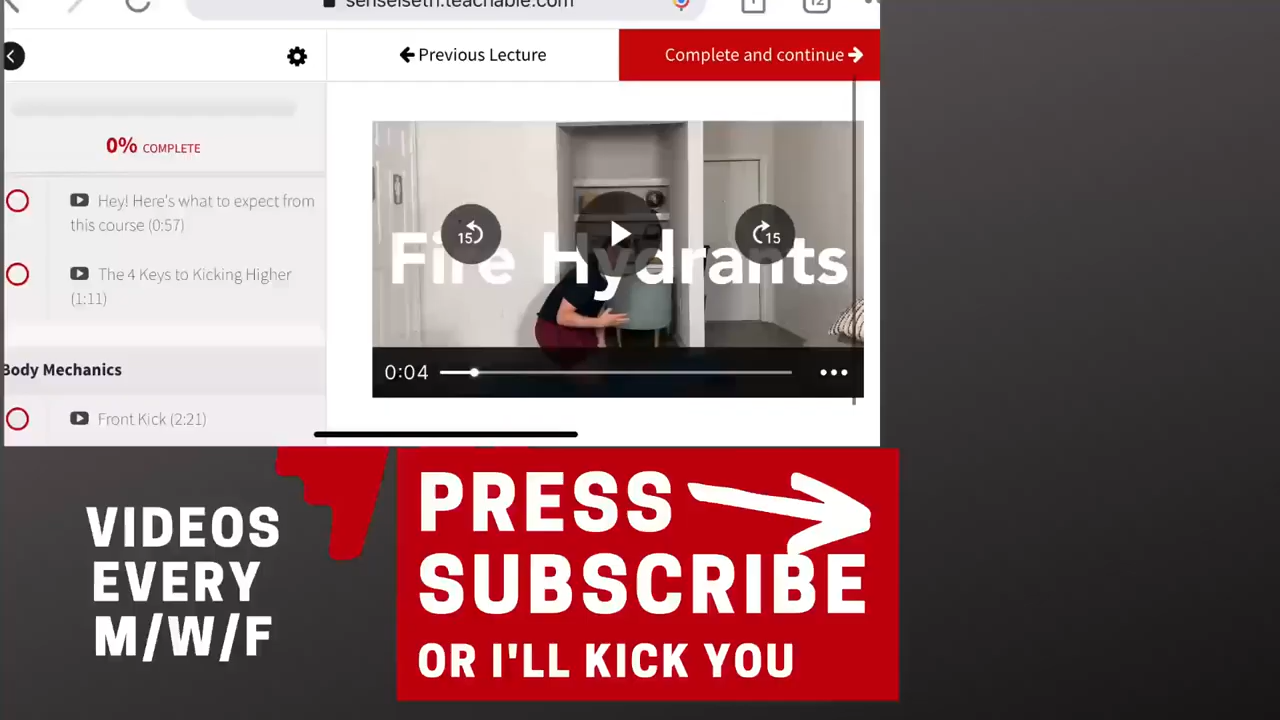 senseiseth.teachable.com
12
Previous Lecture
Complete and continue
0% COMPLETE
Hey! Here's what to expect from
this course (0:57)
The 4 Keys to Kicking Higher
(1:11)
Body Mechanics
Front Kick (2:21)
15
15
Fire Hydrants
0:04
VIDEOS
EVERY
M/W/F
PRESS
SUBSCRIBE
OR I'LL KICK YOU